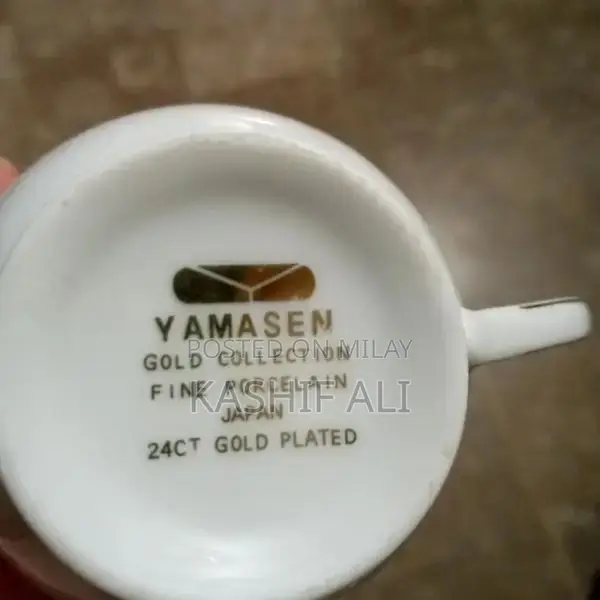 YAMASEN
GOLD COLLECTION
POSTED ON MILAY
FINE PORCELAIN
KASHIF ALI
JAPAN
24CT GOLD PLATED